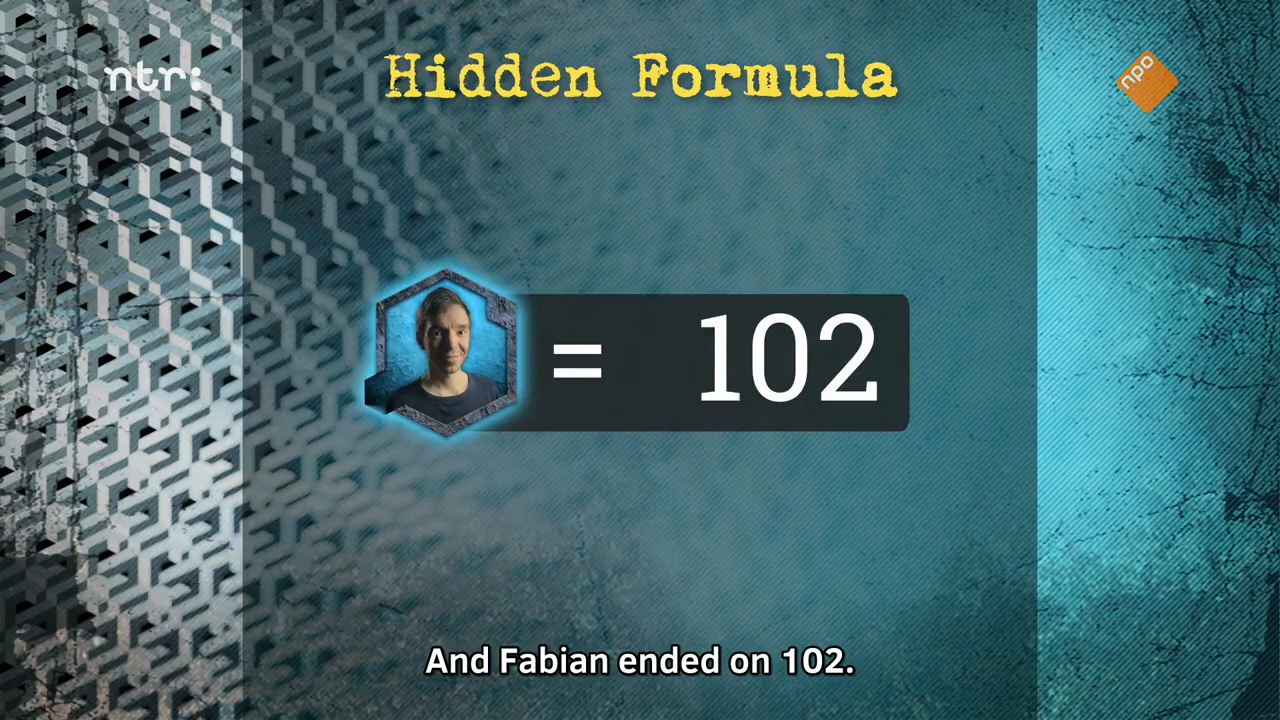 Hidden Formula
ntr:
npo
= 102
And Fabian ended on 102.